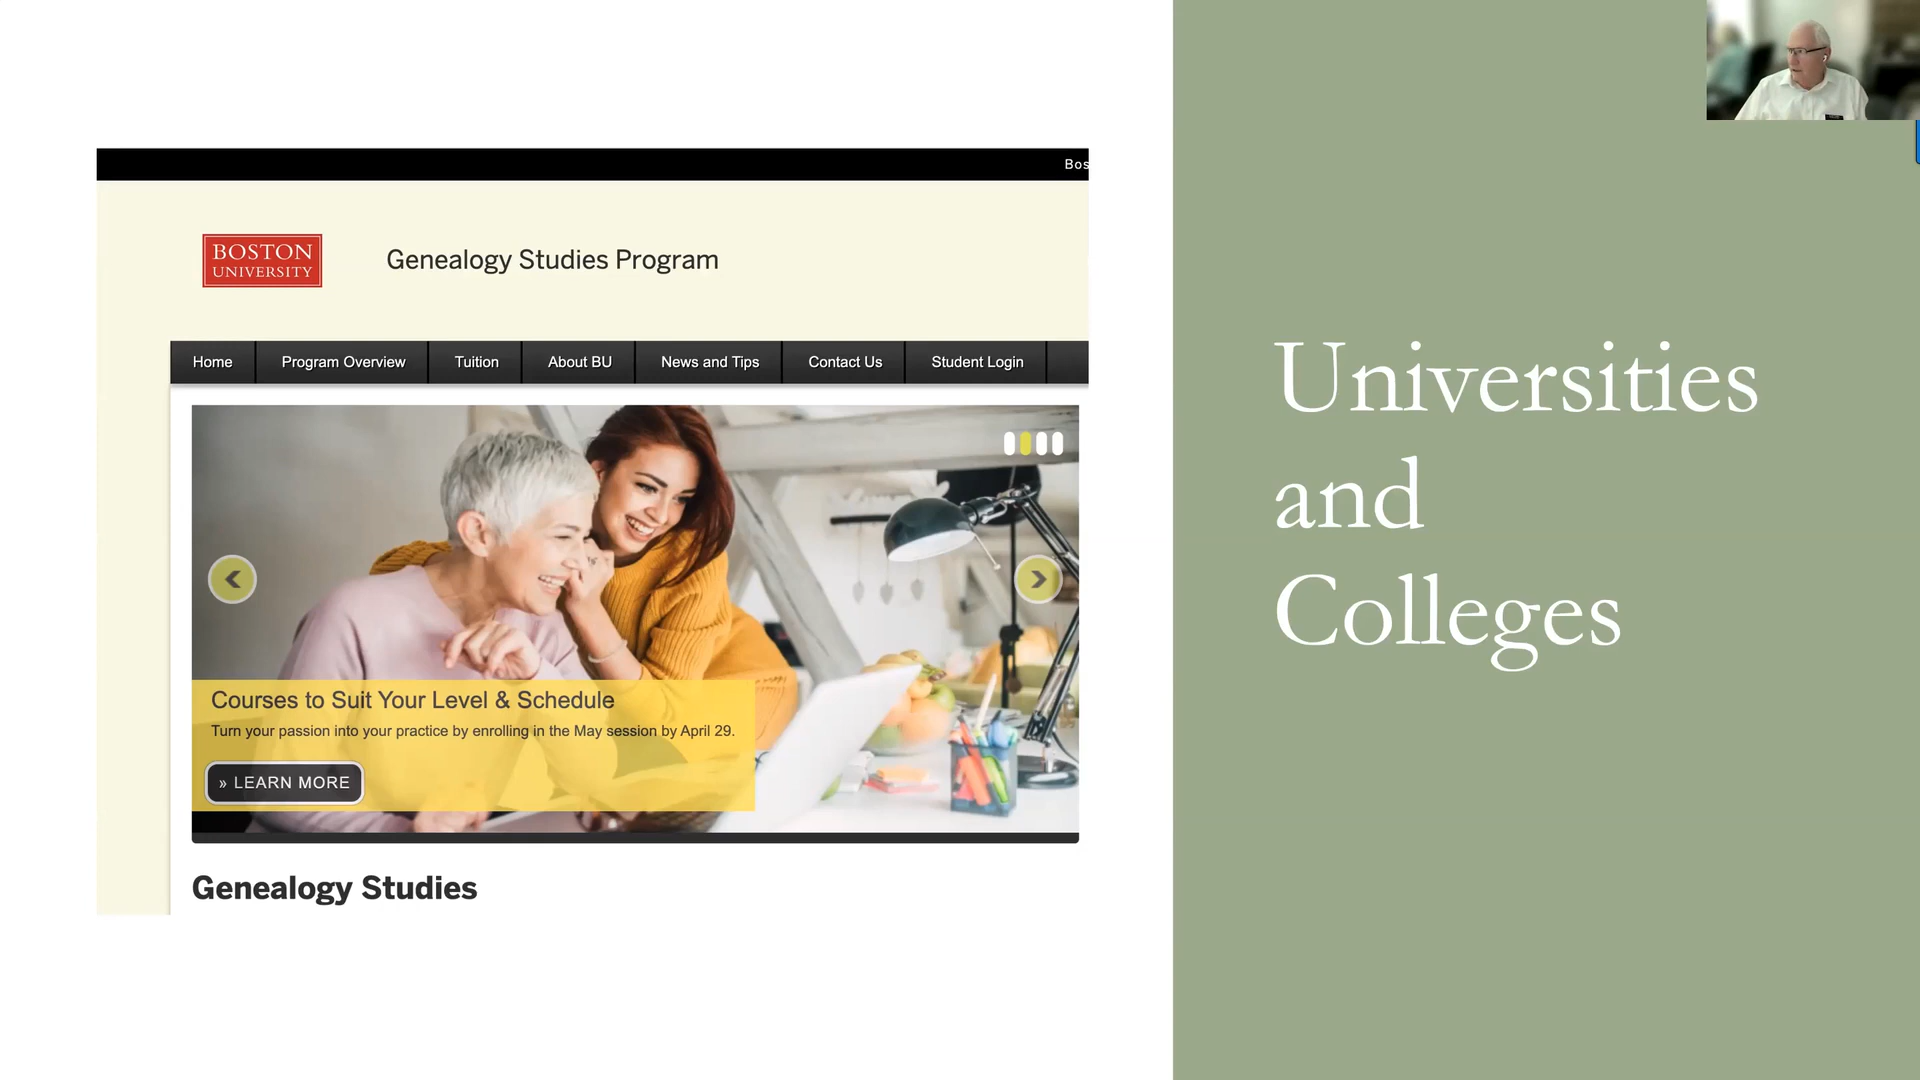 Bos
BOSTON
UNIVERSITY
Genealogy Studies Program
Home Program Overview Tuition About BU News and Tips Contact Us Student Login
Courses to Suit Your Level & Schedule
Turn your passion into your practice by enrolling in the May session by April 29.
» LEARN MORE
Genealogy Studies
Universities
and
Colleges